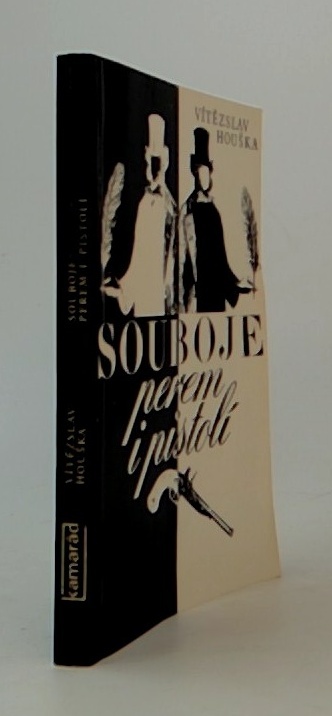 VÍTĚZSLAV
HOUŠKA
SOUBOJE
perem
i pistolí
SOUBOJE
PEREM I PISTOLÍ
VÍTĚZSLAV
HOUŠKA
kamarád